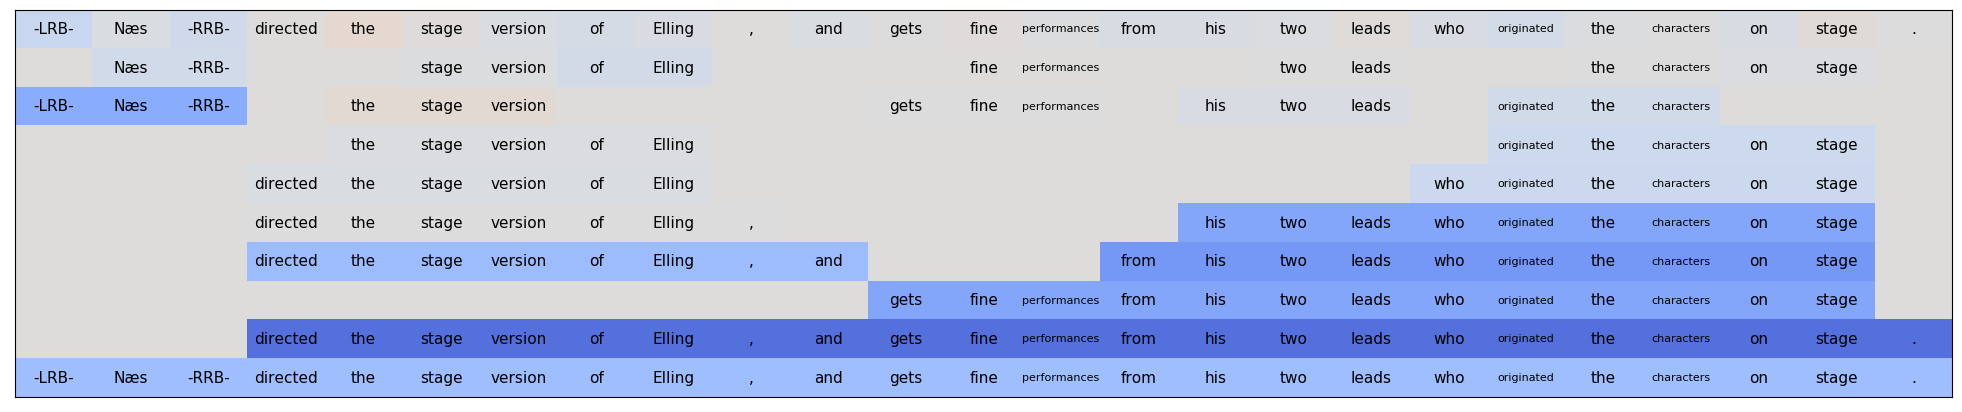 -LRB- Næs -RRB- directed the stage version of Elling , and gets fine performances from his two leads who originated the characters on stage .
Næs -RRB- stage version of Elling fine performances two leads the characters on stage
-LRB- Næs -RRB- the stage version gets fine performances his two leads originated the characters
the stage version of Elling originated the characters on stage
directed the stage version of Elling who originated the characters on stage
directed the stage version of Elling , his two leads who originated the characters on stage
directed the stage version of Elling , and from his two leads who originated the characters on stage
gets fine performances from his two leads who originated the characters on stage
directed the stage version of Elling , and gets fine performances from his two leads who originated the characters on stage .
-LRB- Næs -RRB- directed the stage version of Elling , and gets fine performances from his two leads who originated the characters on stage .